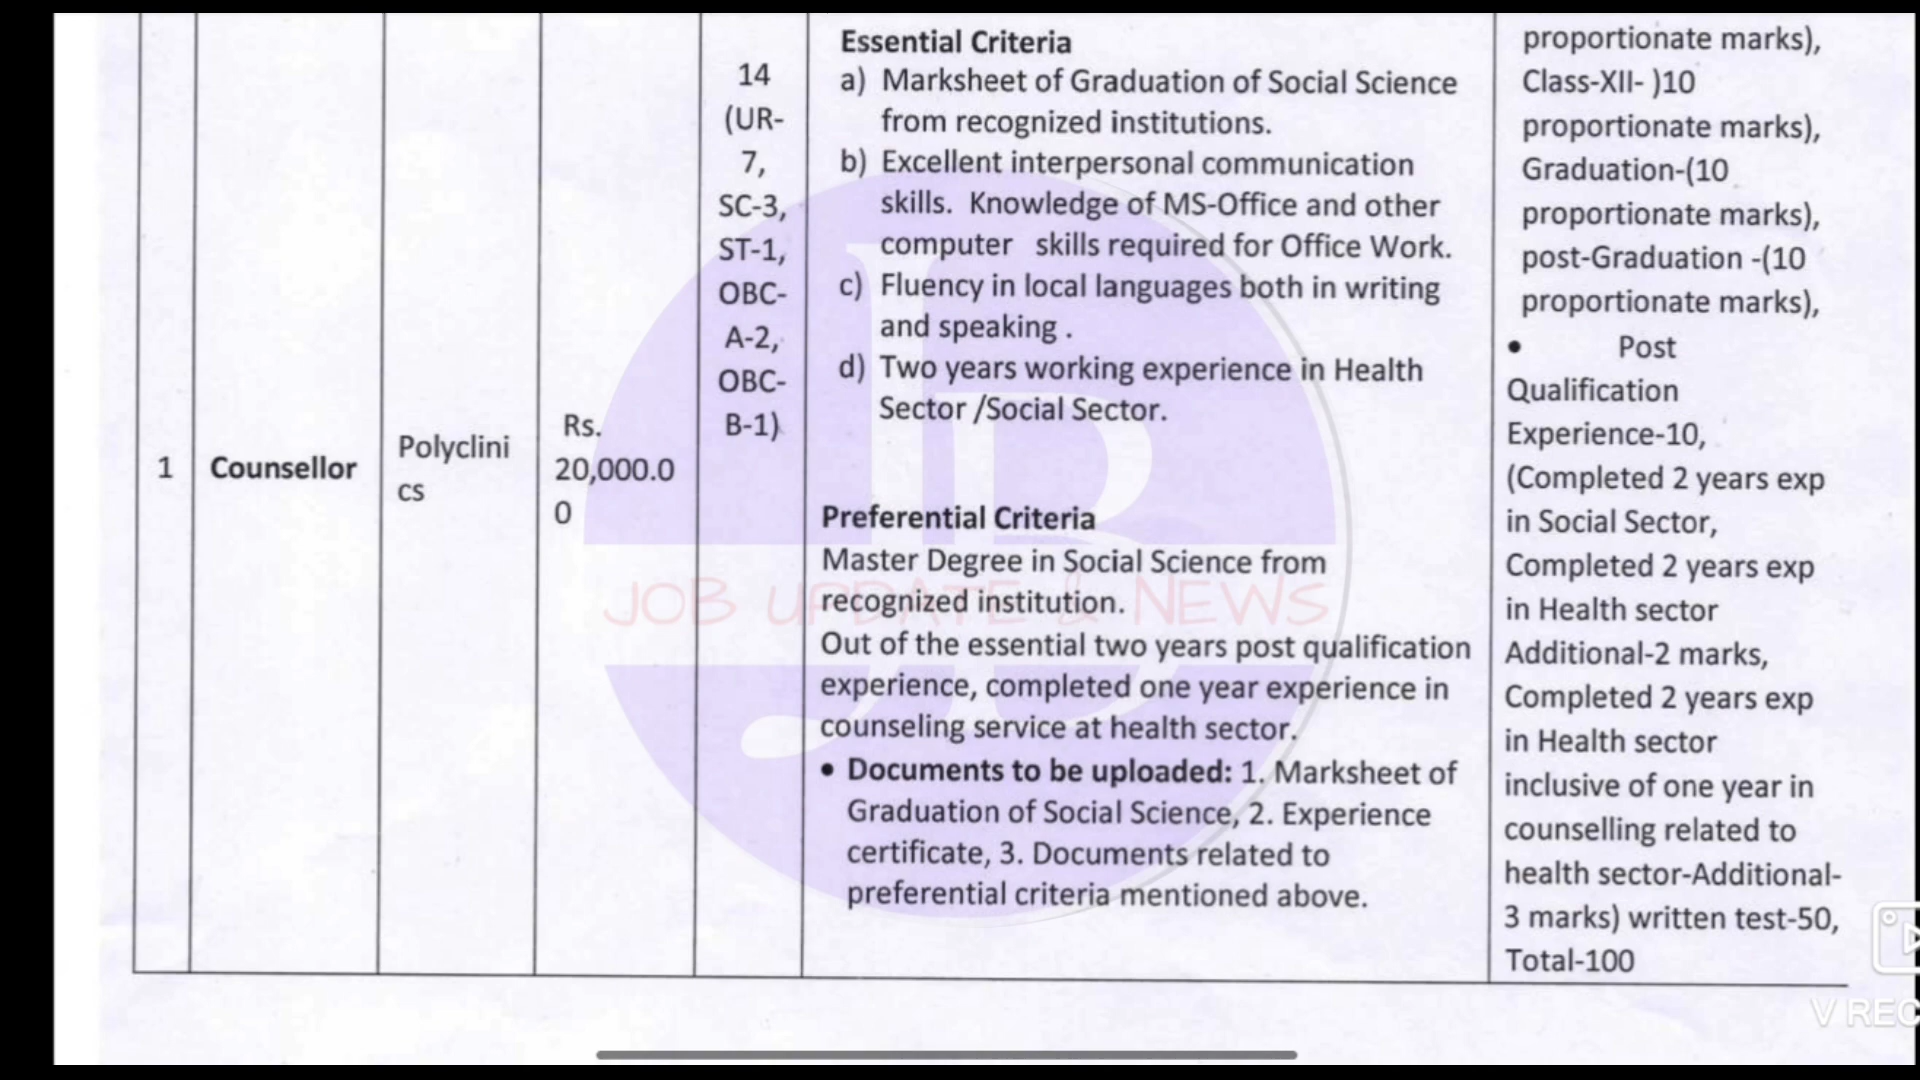 1
Counsellor
Polyclini
cs
Rs.
20,000.0
0
14
(UR-
7,
SC-3,
ST-1,
OBC-
A-2,
OBC-
B-1)
Essential Criteria
a) Marksheet of Graduation of Social Science
from recognized institutions.
b) Excellent interpersonal communication
skills. Knowledge of MS-Office and other
computer skills required for Office Work.
c) Fluency in local languages both in writing
and speaking .
d) Two years working experience in Health
Sector /Social Sector.
Preferential Criteria
Master Degree in Social Science from
recognized institution.
Out of the essential two years post qualification
experience, completed one year experience in
counseling service at health sector.
• Documents to be uploaded: 1. Marksheet of
Graduation of Social Science, 2. Experience
certificate, 3. Documents related to
preferential criteria mentioned above.
proportionate marks),
Class-XII- )10
proportionate marks),
Graduation-(10
proportionate marks),
post-Graduation -(10
proportionate marks),
• Post
Qualification
Experience-10,
(Completed 2 years exp
in Social Sector,
Completed 2 years exp
in Health sector
Additional-2 marks,
Completed 2 years exp
in Health sector
inclusive of one year in
counselling related to
health sector-Additional-
3 marks) written test-50,
Total-100
JOB UPDATE & NEWS
V REC